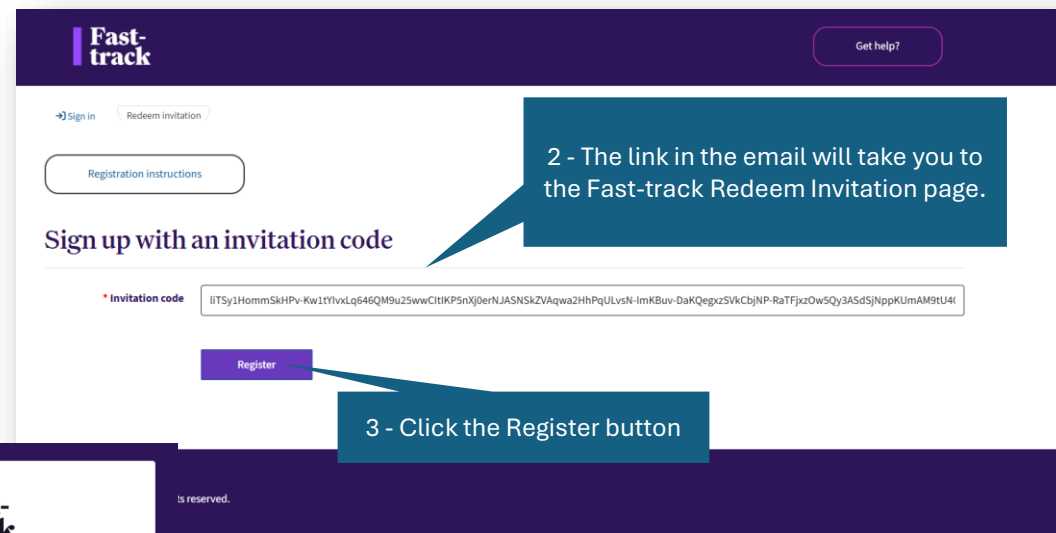 Fast-
track
Get help?
Sign in
Redeem invitation
2 - The link in the email will take you to
the Fast-track Redeem Invitation page.
Registration instructions
Sign up with an invitation code
* Invitation code
Register
3 - Click the Register button
ts reserved.